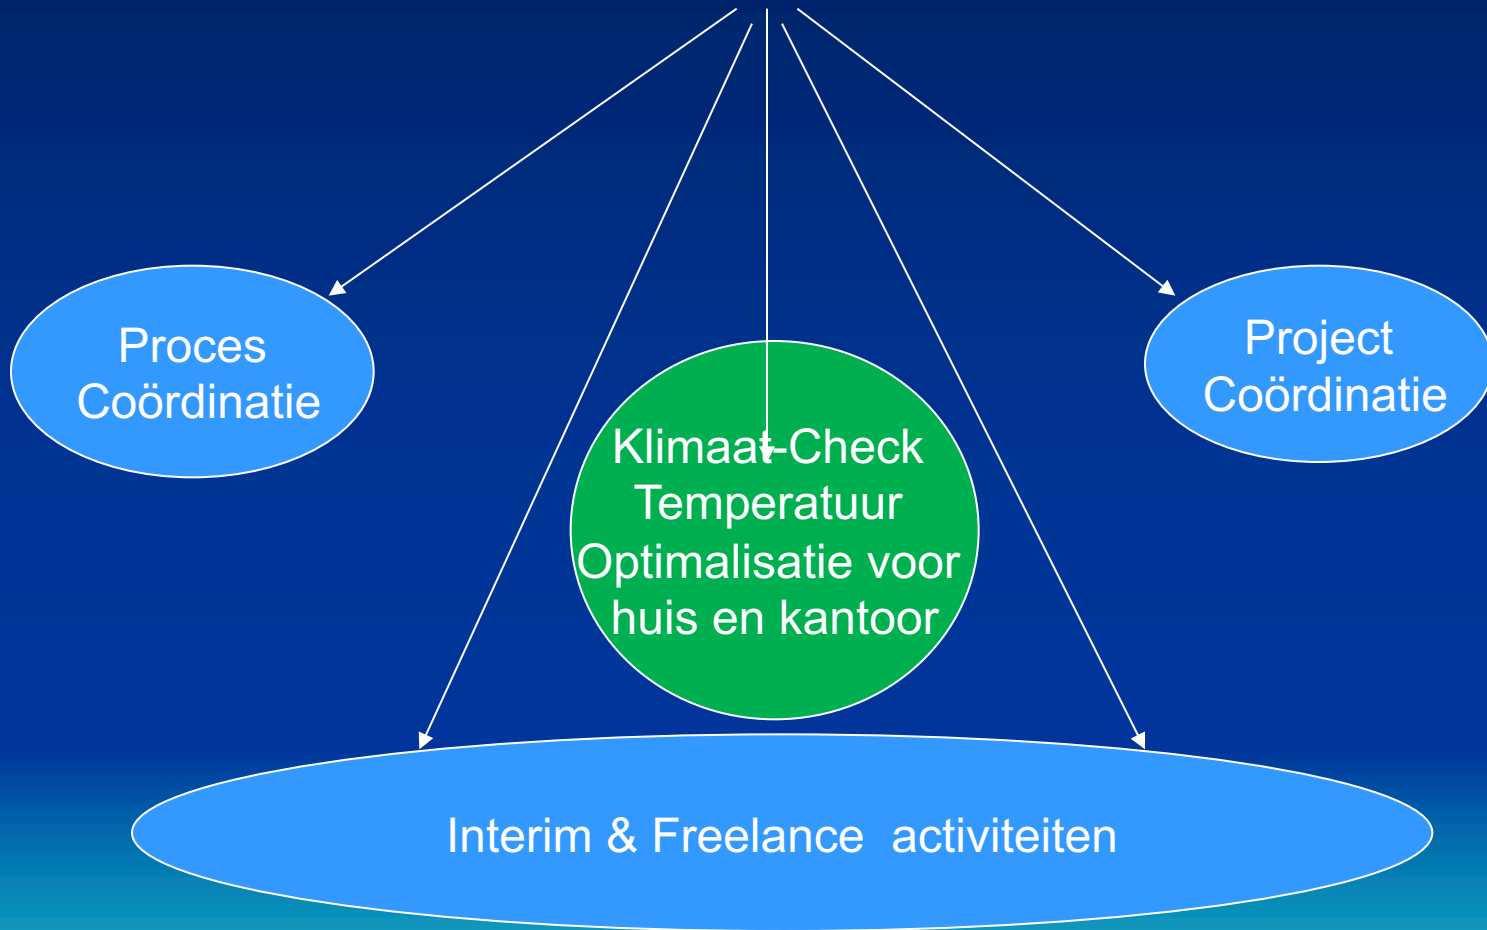 Proces
Coördinatie
Project
Coördinatie
Klimaat-Check
Temperatuur
Optimalisatie voor
huis en kantoor
Interim & Freelance  activiteiten